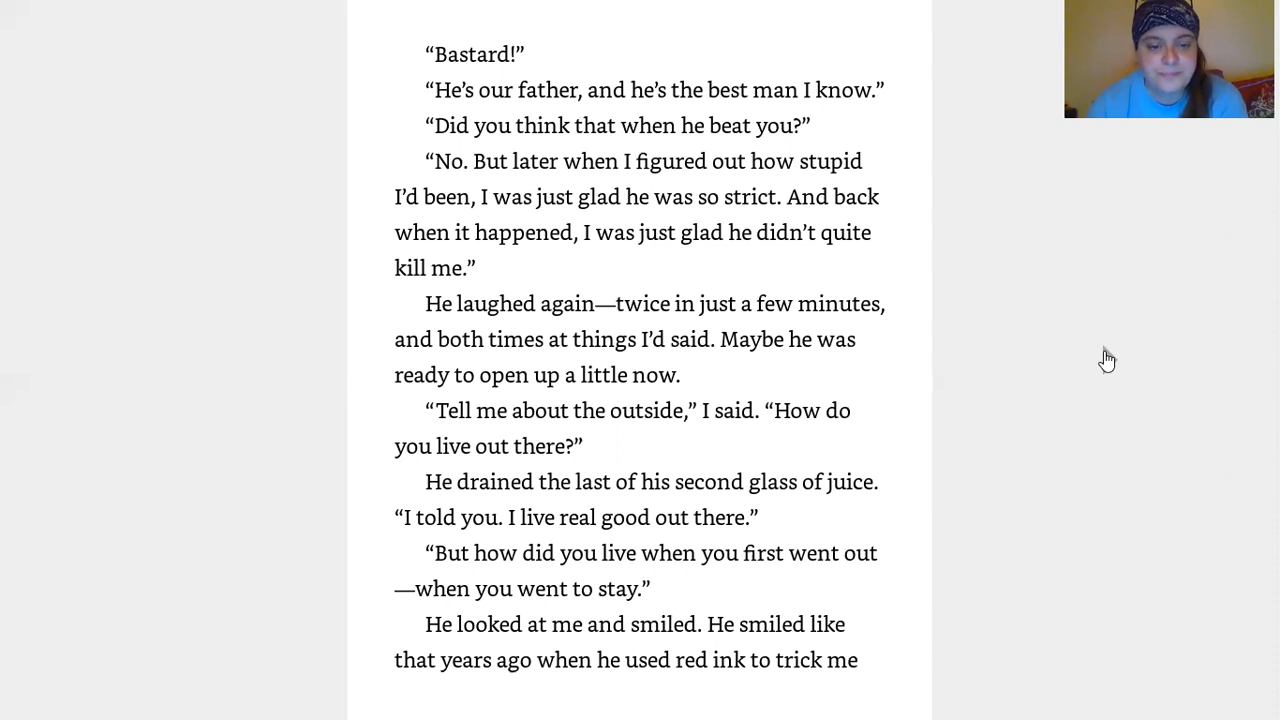 “Bastard!”
“He’s our father, and he’s the best man I know.”
“Did you think that when he beat you?”
“No. But later when I figured out how stupid
I’d been, I was just glad he was so strict. And back
when it happened, I was just glad he didn’t quite
kill me.”
He laughed again—twice in just a few minutes,
and both times at things I’d said. Maybe he was
ready to open up a little now.
“Tell me about the outside,” I said. “How do
you live out there?”
He drained the last of his second glass of juice.
“I told you. I live real good out there.”
“But how did you live when you first went out
—when you went to stay.”
He looked at me and smiled. He smiled like
that years ago when he used red ink to trick me